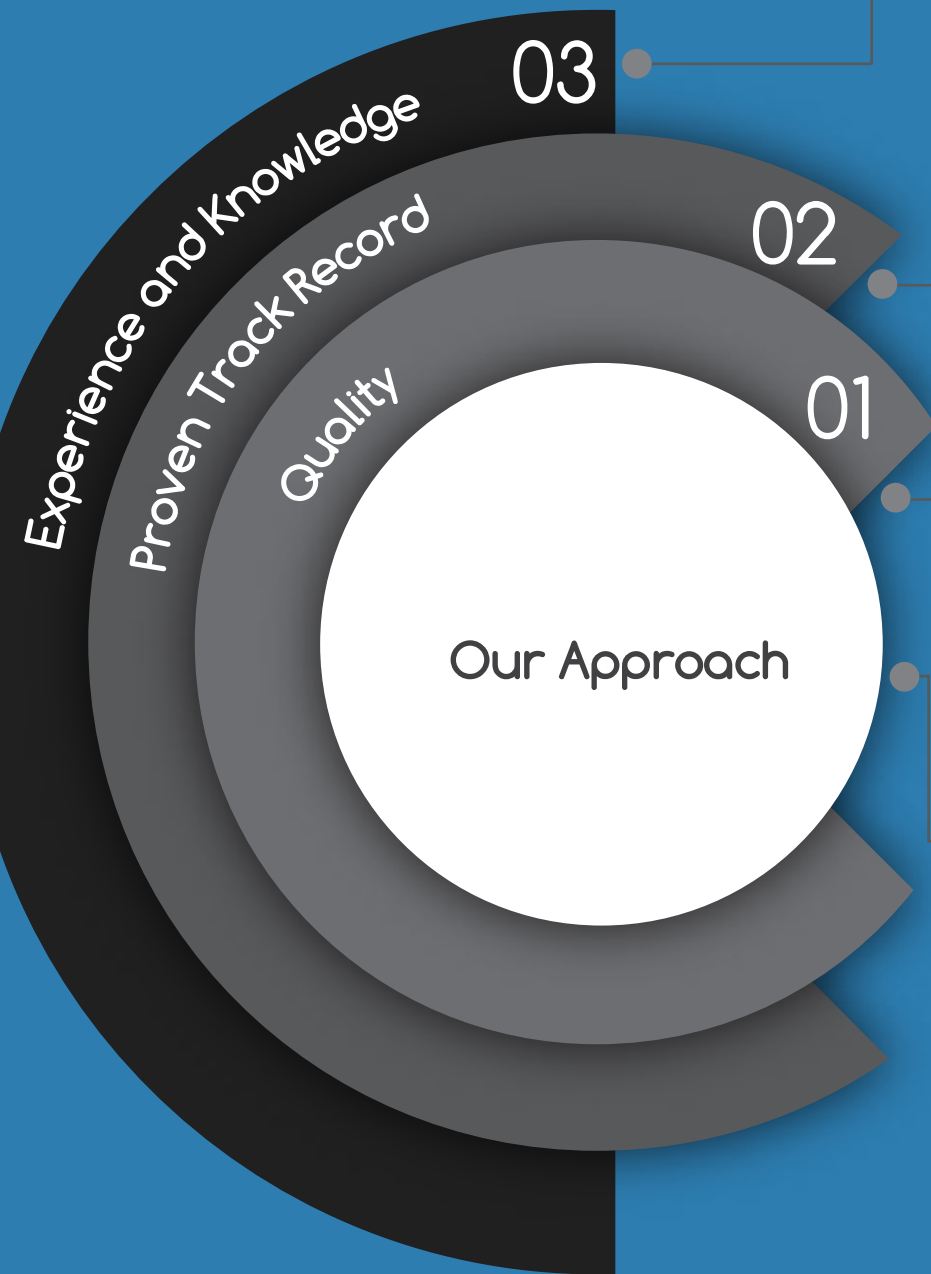 03
Experience and Knowledge
02
Proven Track Record
01
Quality
Our Approach